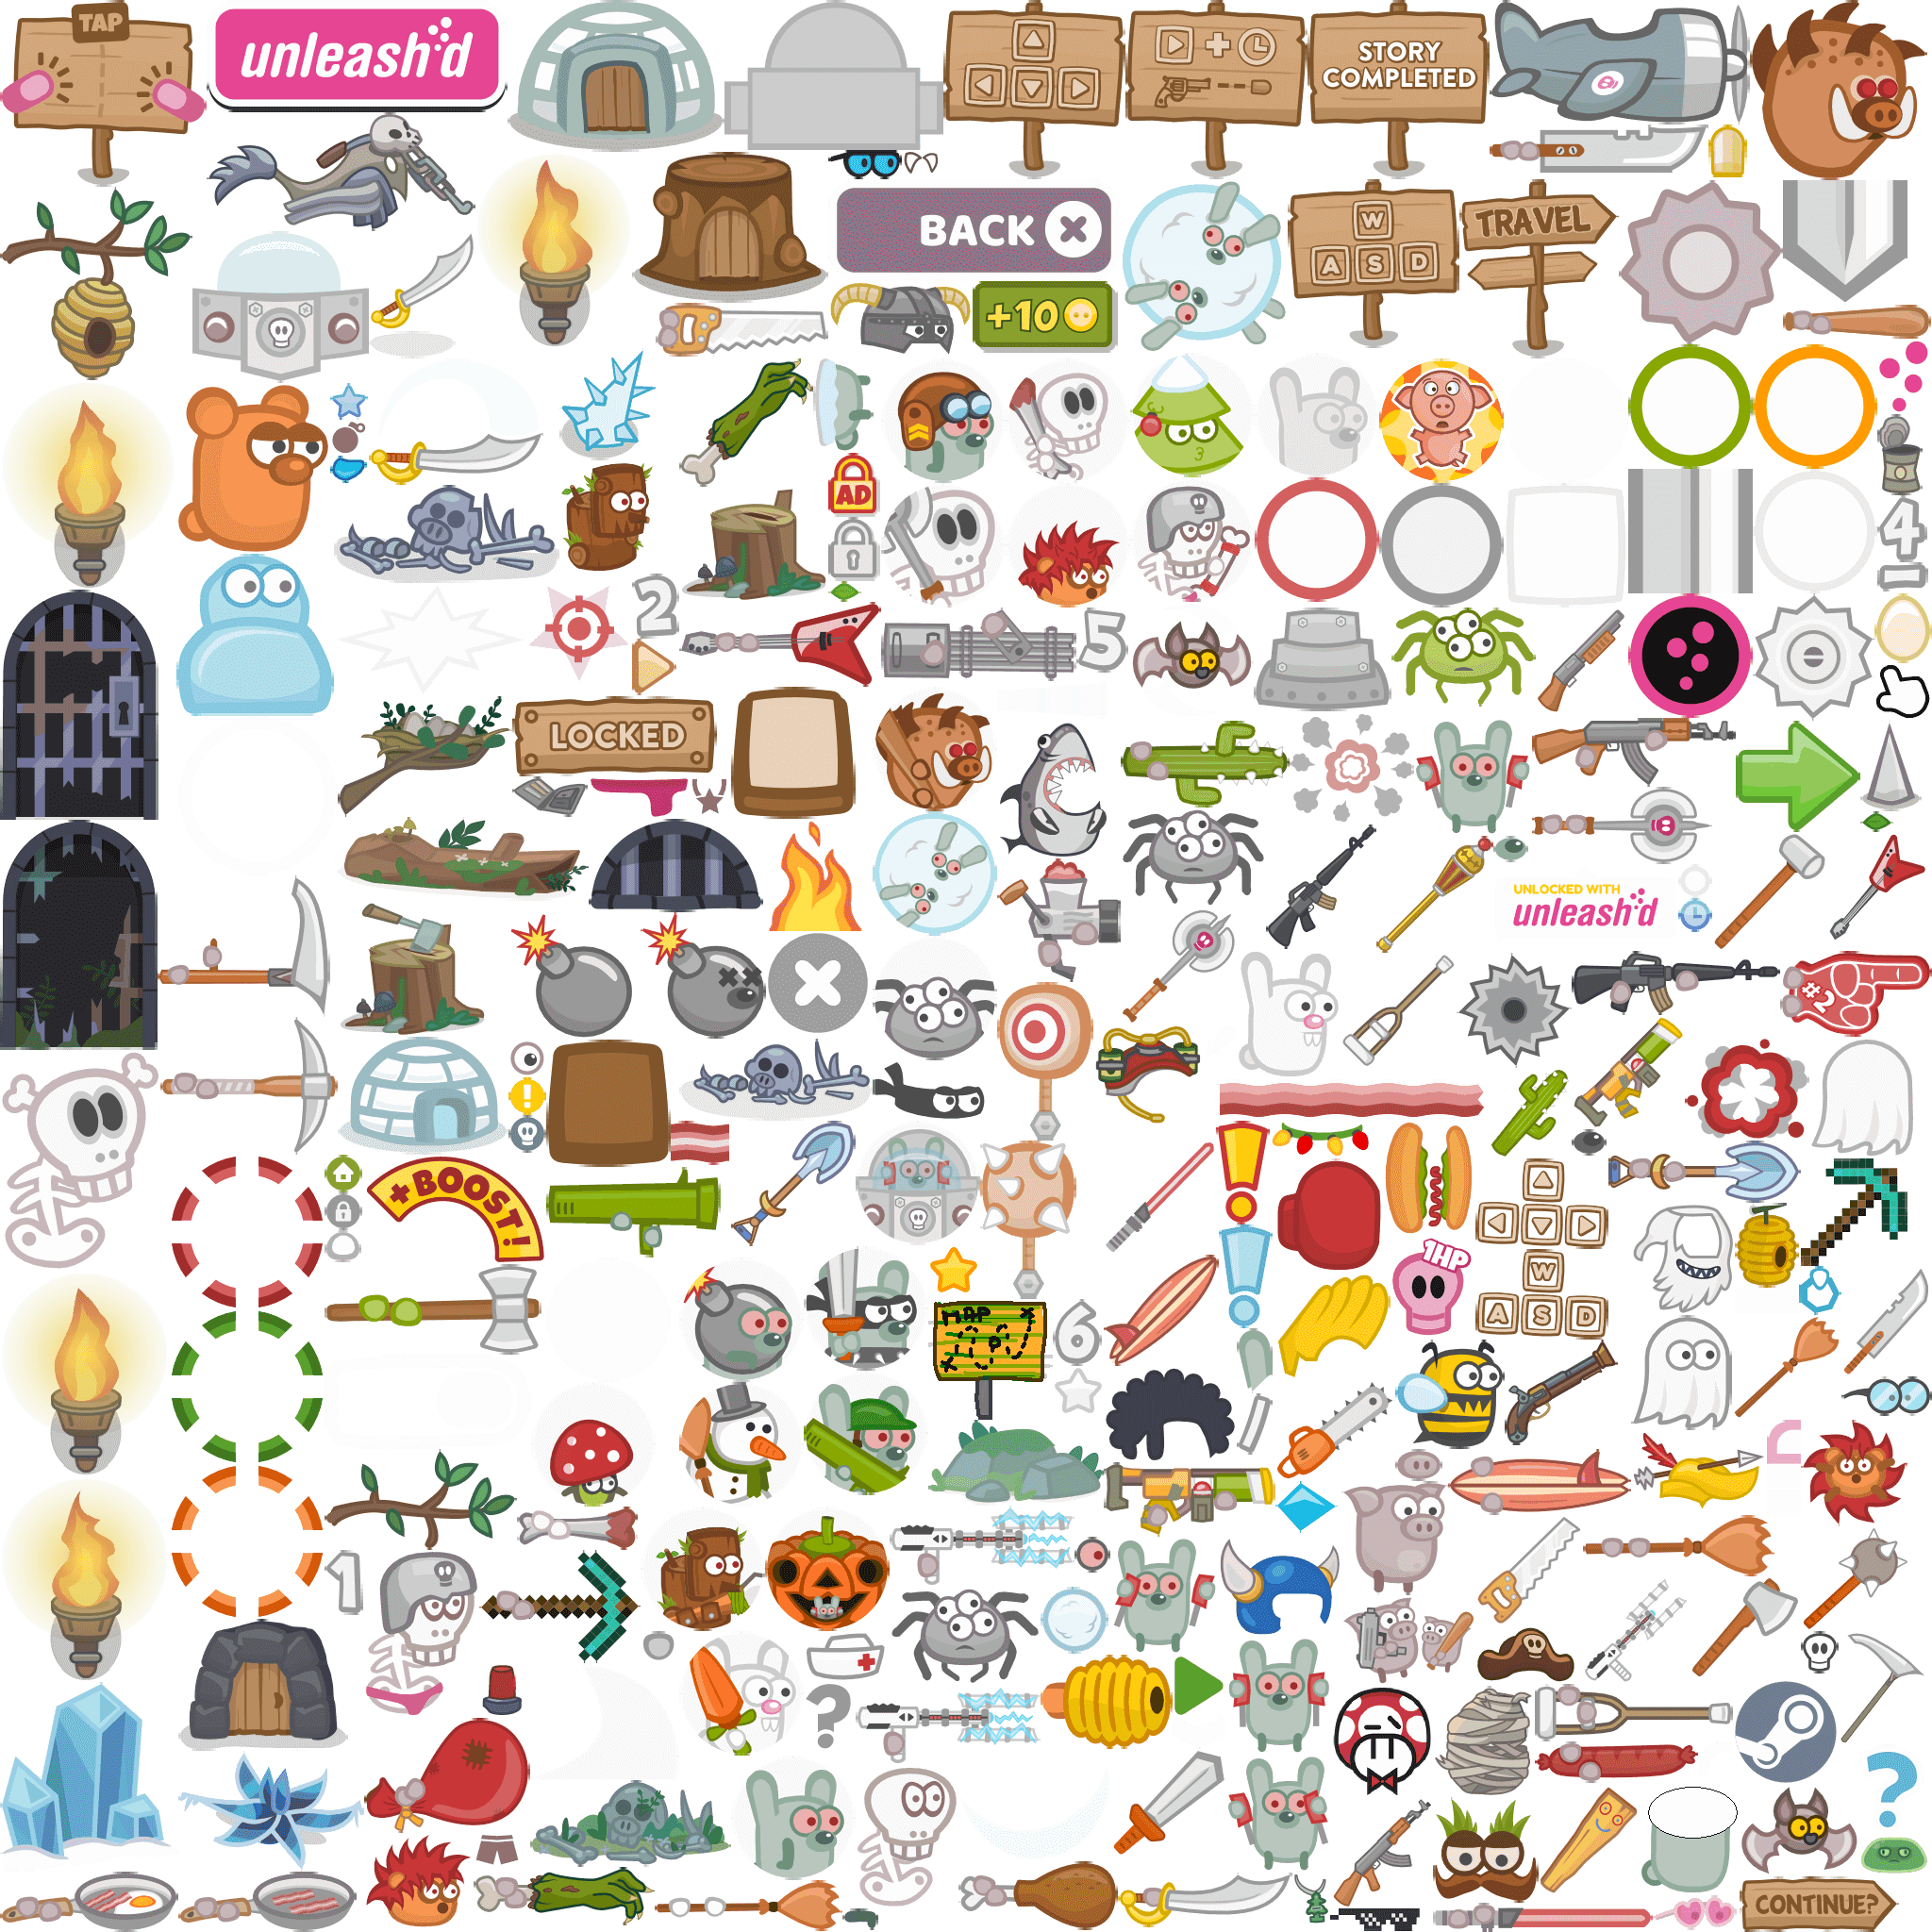 TAP
unleash'd
STORY
COMPLETED
BACK
W
A S D
TRAVEL
+10
AD
4
2
5
LOCKED
UNLOCKED WITH
unleash'd
#2
+BOOST!
1HP
W
A S D
MAP
6
1
?
?
CONTINUE?